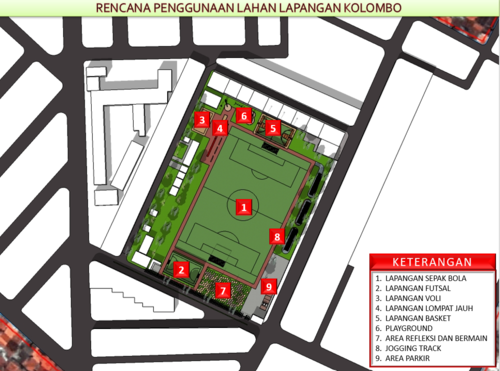 RENCANA PENGGUNAAN LAHAN LAPANGAN KOLOMBO
6
3
4
5
1
8
2
7
9
KETERANGAN
1. LAPANGAN SEPAK BOLA
2. LAPANGAN FUTSAL
3. LAPANGAN VOLI
4. LAPANGAN LOMPAT JAUH
5. LAPANGAN BASKET
6. PLAYGROUND
7. AREA REFLEKSI DAN BERMAIN
8. JOGGING TRACK
9. AREA PARKIR